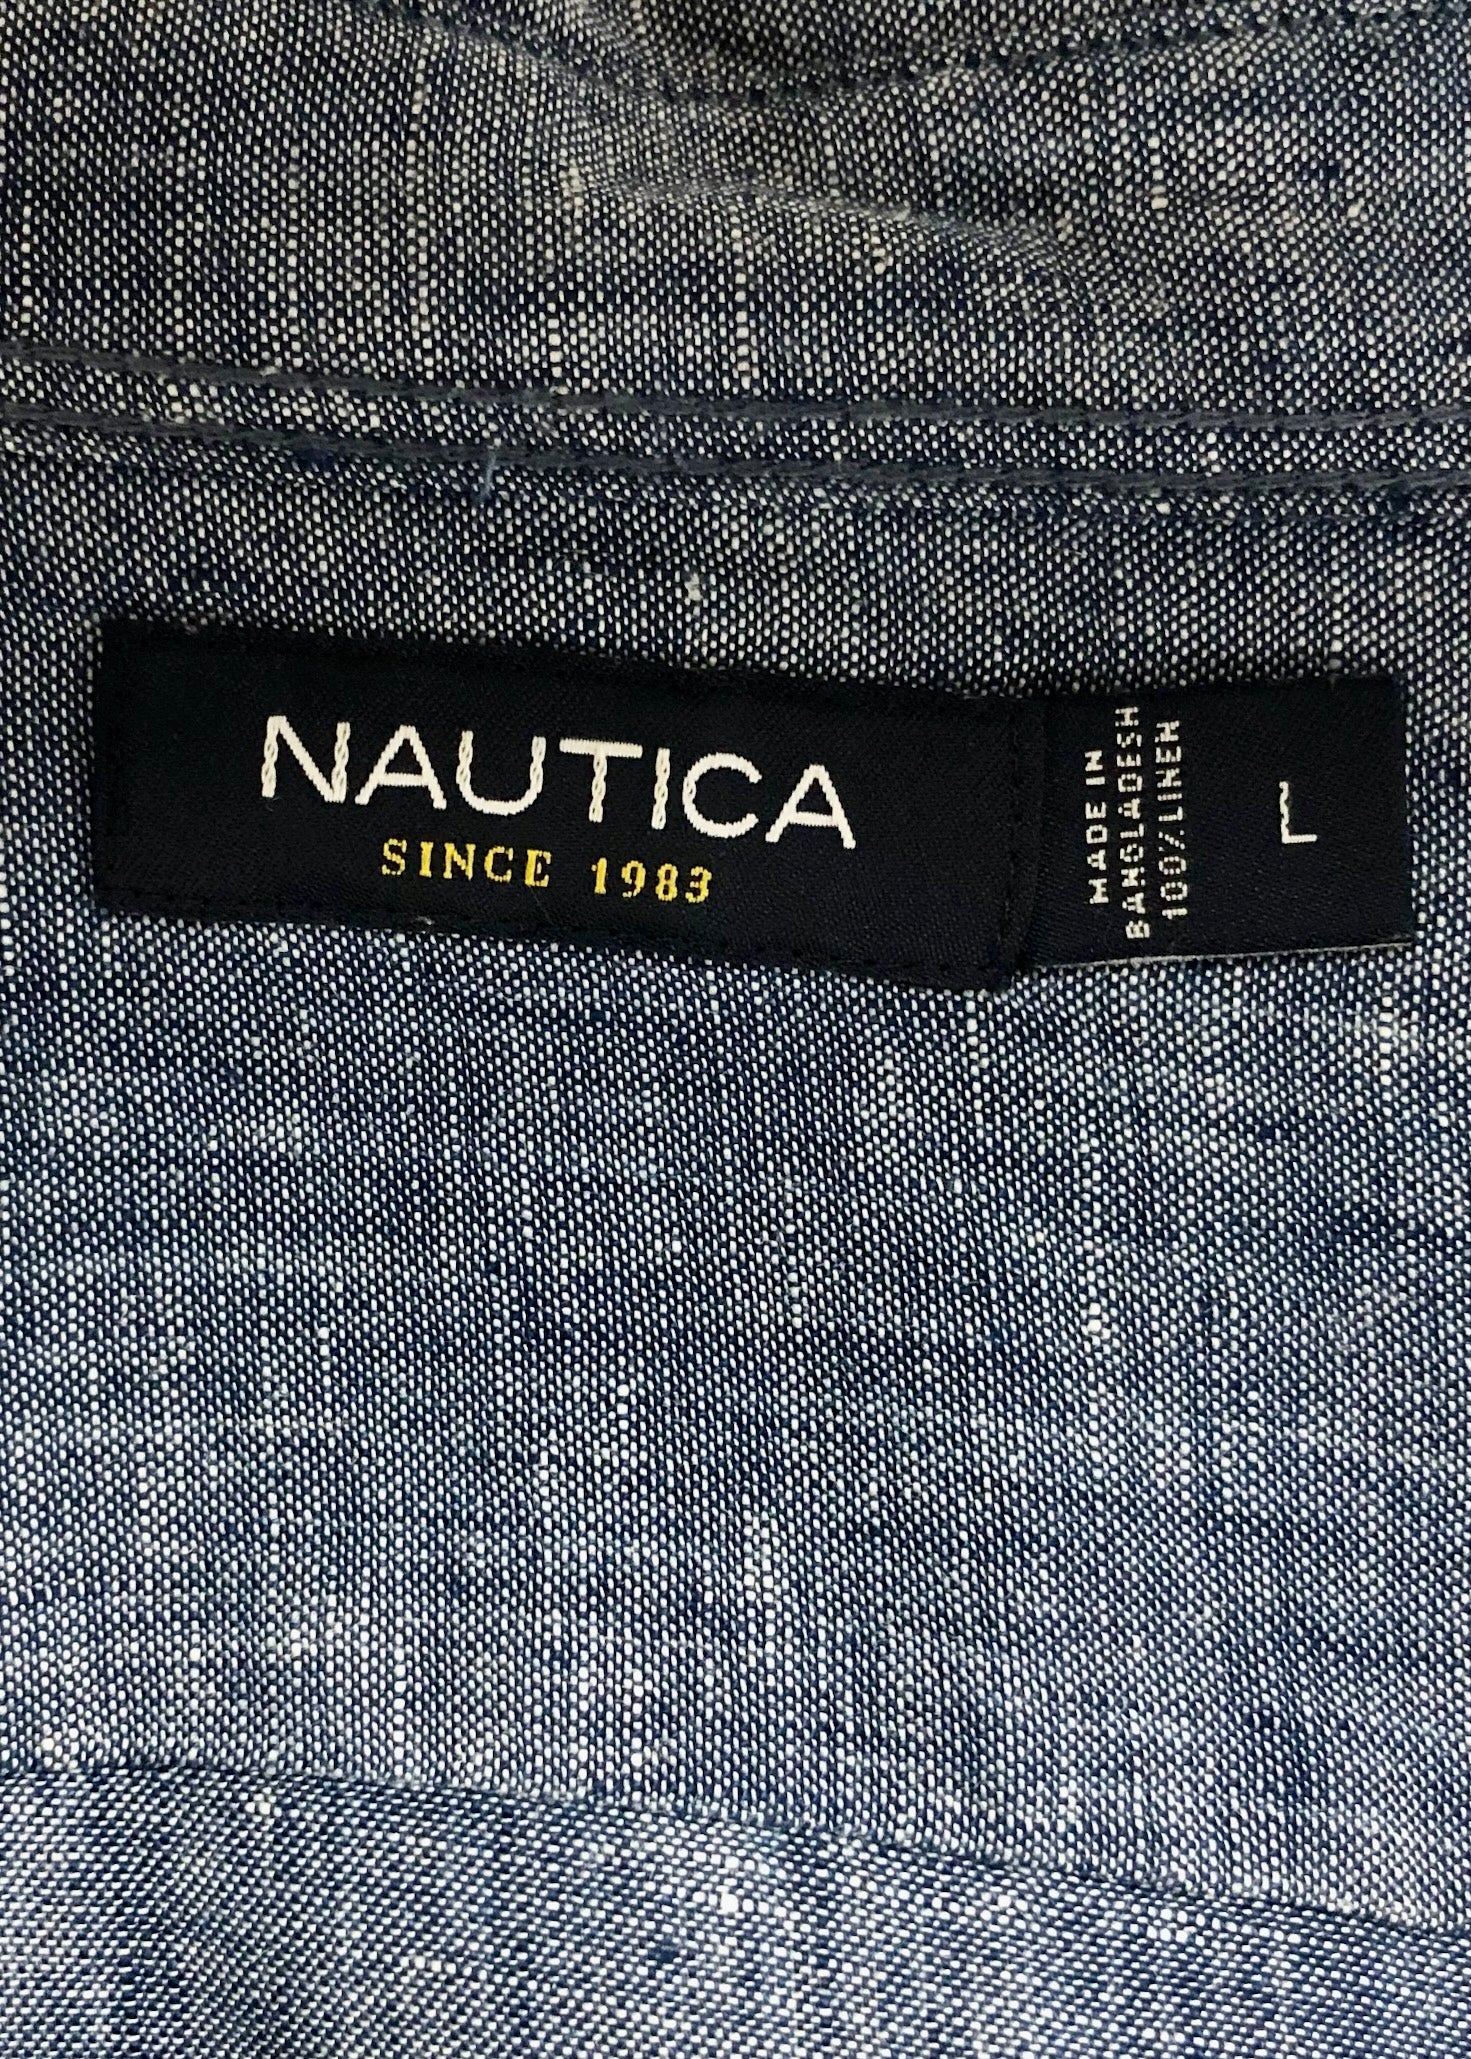 NAUTICA
SINCE 1983
MADE IN
BANGLADESH
100%LINEN
L